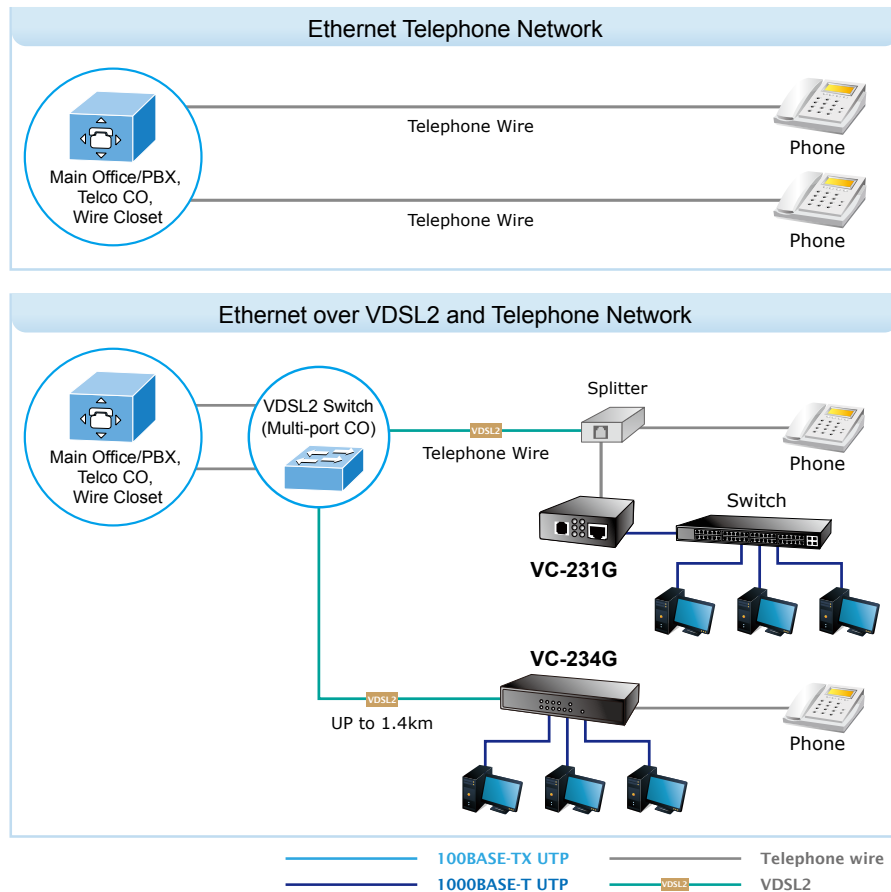 Ethernet Telephone Network
Main Office/PBX,
Telco CO,
Wire Closet
Telephone Wire
Phone
Telephone Wire
Phone
Ethernet over VDSL2 and Telephone Network
Main Office/PBX,
Telco CO,
Wire Closet
VDSL2 Switch
(Multi-port CO)
VDSL2
Telephone Wire
Splitter
Phone
VC-231G
Switch
VC-234G
VDSL2
UP to 1.4km
Phone
100BASE-TX UTP
Telephone wire
1000BASE-T UTP
VDSL2
VDSL2